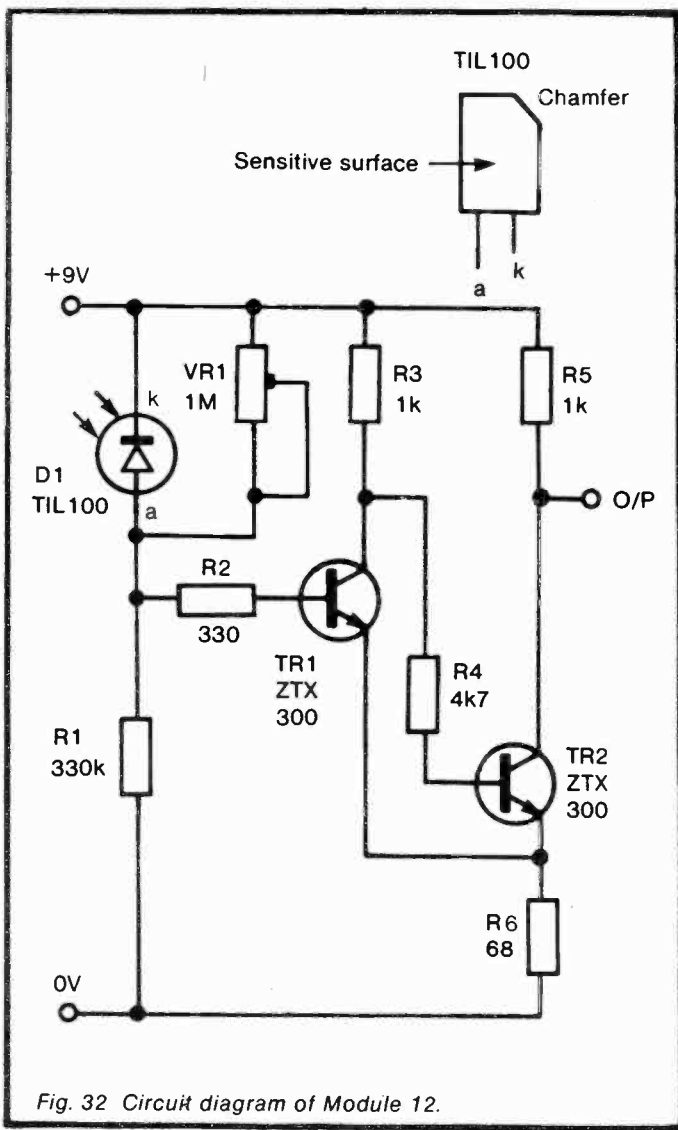 TIL100
Chamfer
Sensitive surface
a
k
+9V
VR1
1M
R3
1k
R5
1k
k
D1
TIL100
a
O/P
R2
330
TR1
ZTX
300
R4
4k7
R1
330k
TR2
ZTX
300
R6
68
0V
Fig. 32 Circuit diagram of Module 12.